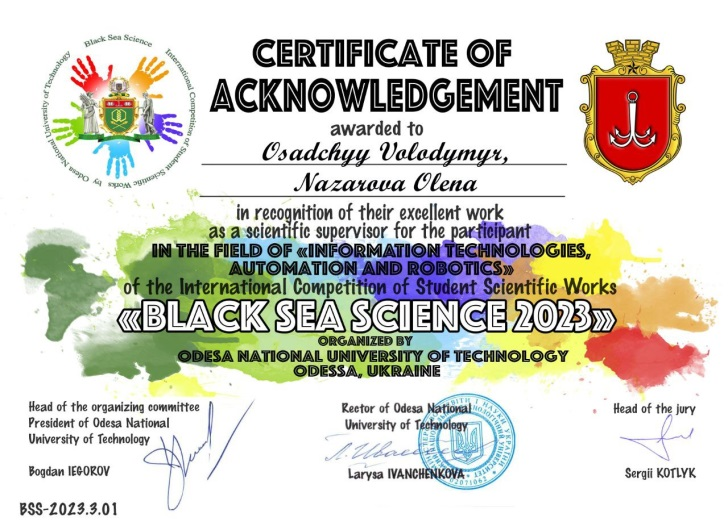 Black Sea Science International Competition of Student Scientific Works by Odesa National University of Technology
CERTIFICATE OF
ACKNOWLEDGEMENT
awarded to
Osadchyy Volodymyr,
Nazarova Olena
in recognition of their excellent work
as a scientific supervisor for the participant
IN THE FIELD OF «INFORMATION TECHNOLOGIES,
AUTOMATION AND ROBOTICS»
of the International Competition of Student Scientific Works
«BLACK SEA SCIENCE 2023»
ORGANIZED BY
ODESA NATIONAL UNIVERSITY OF TECHNOLOGY
ODESSA, UKRAINE
Head of the organizing committee
President of Odesa National
University of Technology
Bogdan IEGOROV
Rector of Odesa National
University of Technology
Larysa IVANCHENKOVA
02071062
Head of the jury
Sergii KOTLYK
BSS-2023.3.01